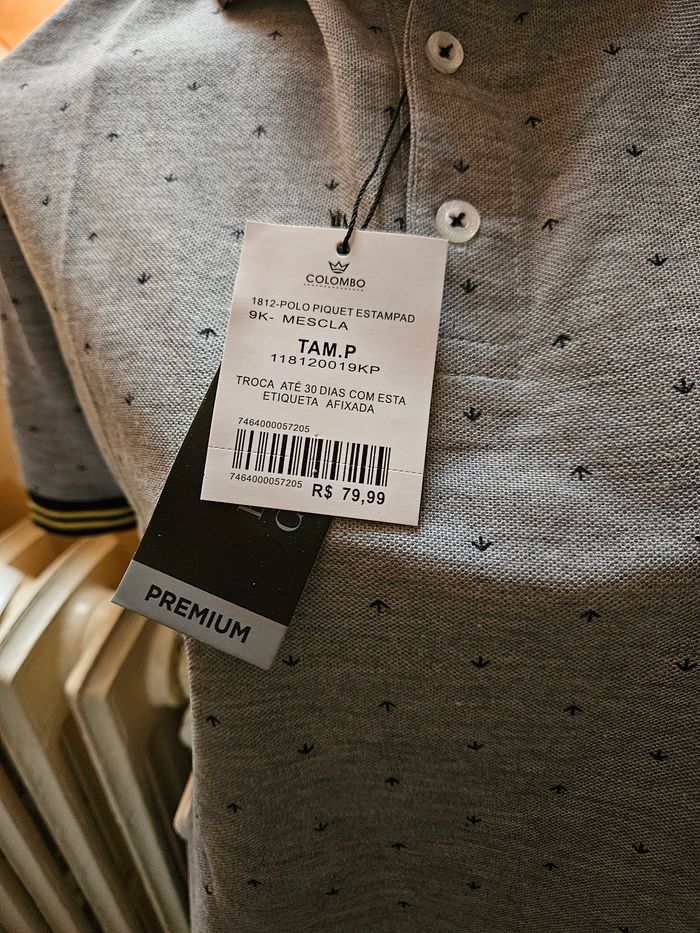 COLOMBO
1812-POLO PIQUET ESTAMPAD
9K- MESCLA
TAM.P
118120019KP
TROCA ATÉ 30 DIAS COM ESTA
ETIQUETA AFIXADA
7464000057205
7464000057205
R$ 79,99
PREMIUM